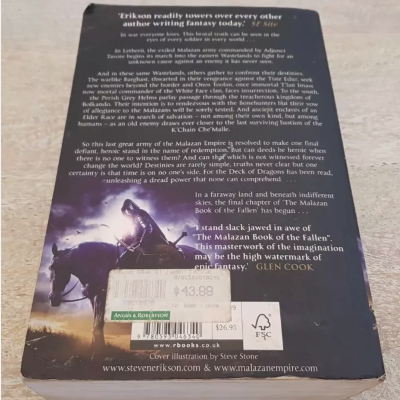 'Erikson readily towers over every other
author writing fantasy today.' SF Site
In war everyone loses. This brutal truth can be seen in the
eyes of every soldier in every world . . .
In Letherii, the exiled Malazan army commanded by Adjunct
Tavore begins its march into the eastern Wastelands to fight for an
unknown cause against an enemy it has never seen.
And in these same Wastelands, others gather to confront their destinies.
The warlike Barghast, thwarted in their vengeance against the Tiste Edur, seek
new enemies beyond the border and Onos Toolan, once immortal T'lan Imass
now mortal commander of the White Face clan, faces insurrection. To the south,
the Perish Grey Helms parley passage through the treacherous kingdom of
Bolkando. Their intention is to rendezvous with the Bonehunters but their vow
of allegiance to the Malazans will be sorely tested. And ancient enclaves of an
Elder Race are in search of salvation – not among their own kind, but among
humans – as an old enemy draws ever closer to the last surviving bastion of the
K'Chain Che'Malle.
So this last great army of the Malazan Empire is resolved to make one final
defiant, heroic stand in the name of redemption. But can deeds be heroic when
there is no one to witness them? And can that which is not witnessed forever
change the world? Destinies are rarely simple, truths never clear but one
certainty is that time is on no one's side. For the Deck of Dragons has been read,
unleashing a dread power that none can comprehend . . .
In a faraway land and beneath indifferent
skies, the final chapter of 'The Malazan
Book of the Fallen' has begun . . .
'I stand slack jawed in awe of
"The Malazan Book of the Fallen".
This masterwork of the imagination
may be the high watermark of
epic fantasy.' GLEN COOK
$43.99
ANGUS & ROBERTSON
$26.95
9 780593 046340
FSC
www.rbooks.co.uk
Cover illustration by Steve Stone
www.stevenerikson.com • www.malazanempire.com